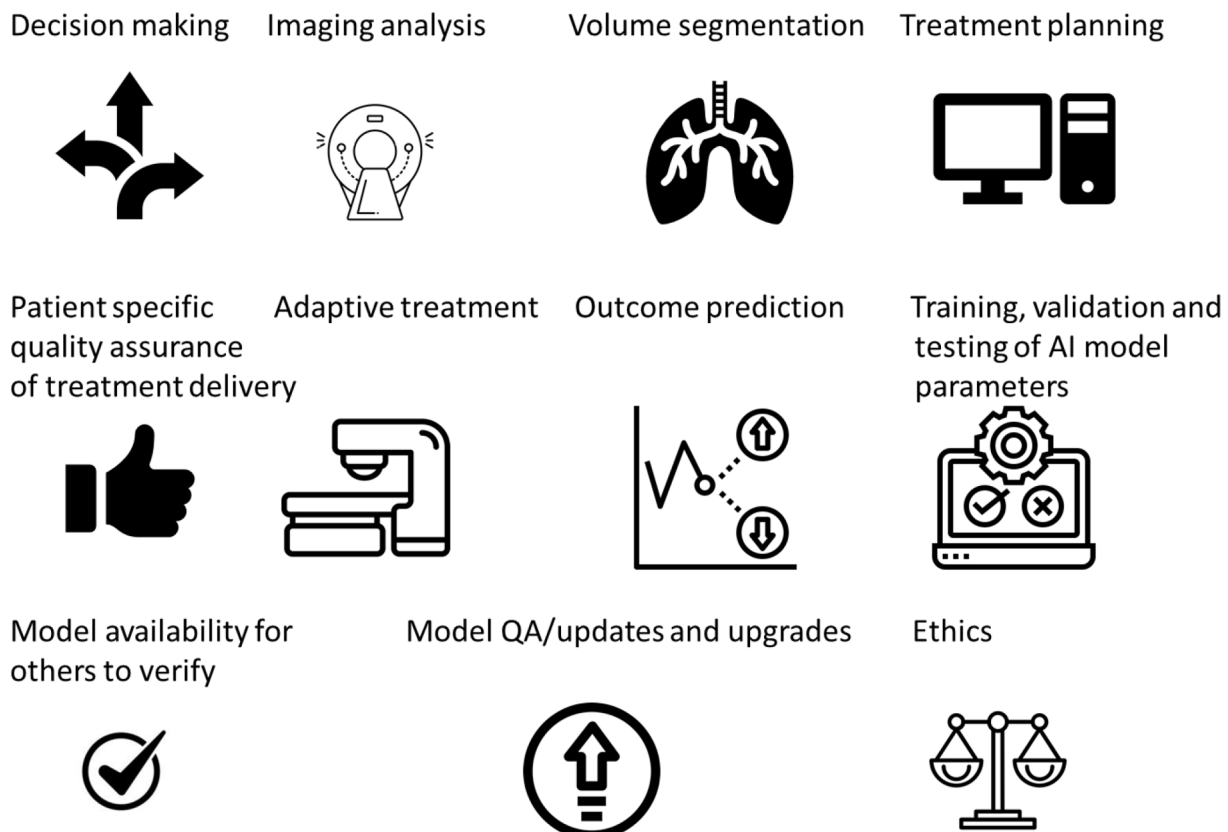 Decision making
Imaging analysis
Volume segmentation
Treatment planning
Patient specific
quality assurance
of treatment delivery
Adaptive treatment
Outcome prediction
Training, validation and
testing of AI model
parameters
Model availability for
others to verify
Model QA/updates and upgrades
Ethics